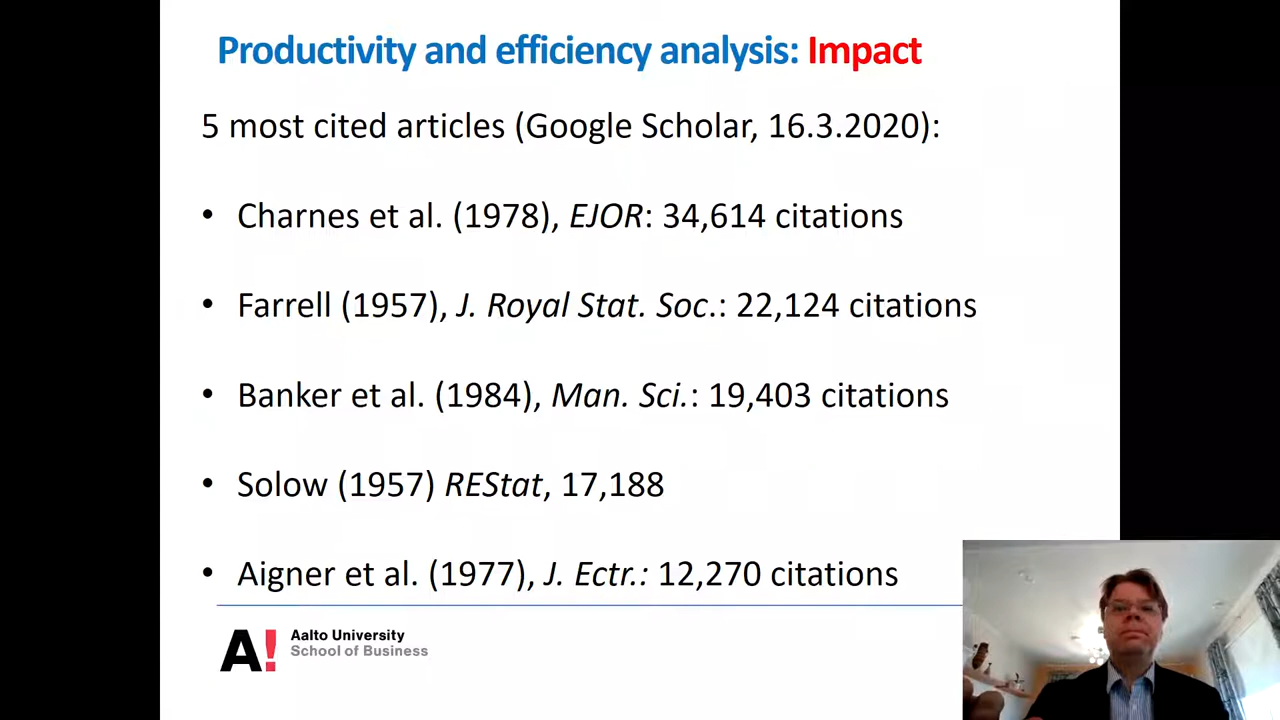 Productivity and efficiency analysis: Impact
5 most cited articles (Google Scholar, 16.3.2020):
• Charnes et al. (1978), EJOR: 34,614 citations
• Farrell (1957), J. Royal Stat. Soc.: 22,124 citations
• Banker et al. (1984), Man. Sci.: 19,403 citations
• Solow (1957) REStat, 17,188
• Aigner et al. (1977), J. Ectr.: 12,270 citations
A!
Aalto University
School of Business